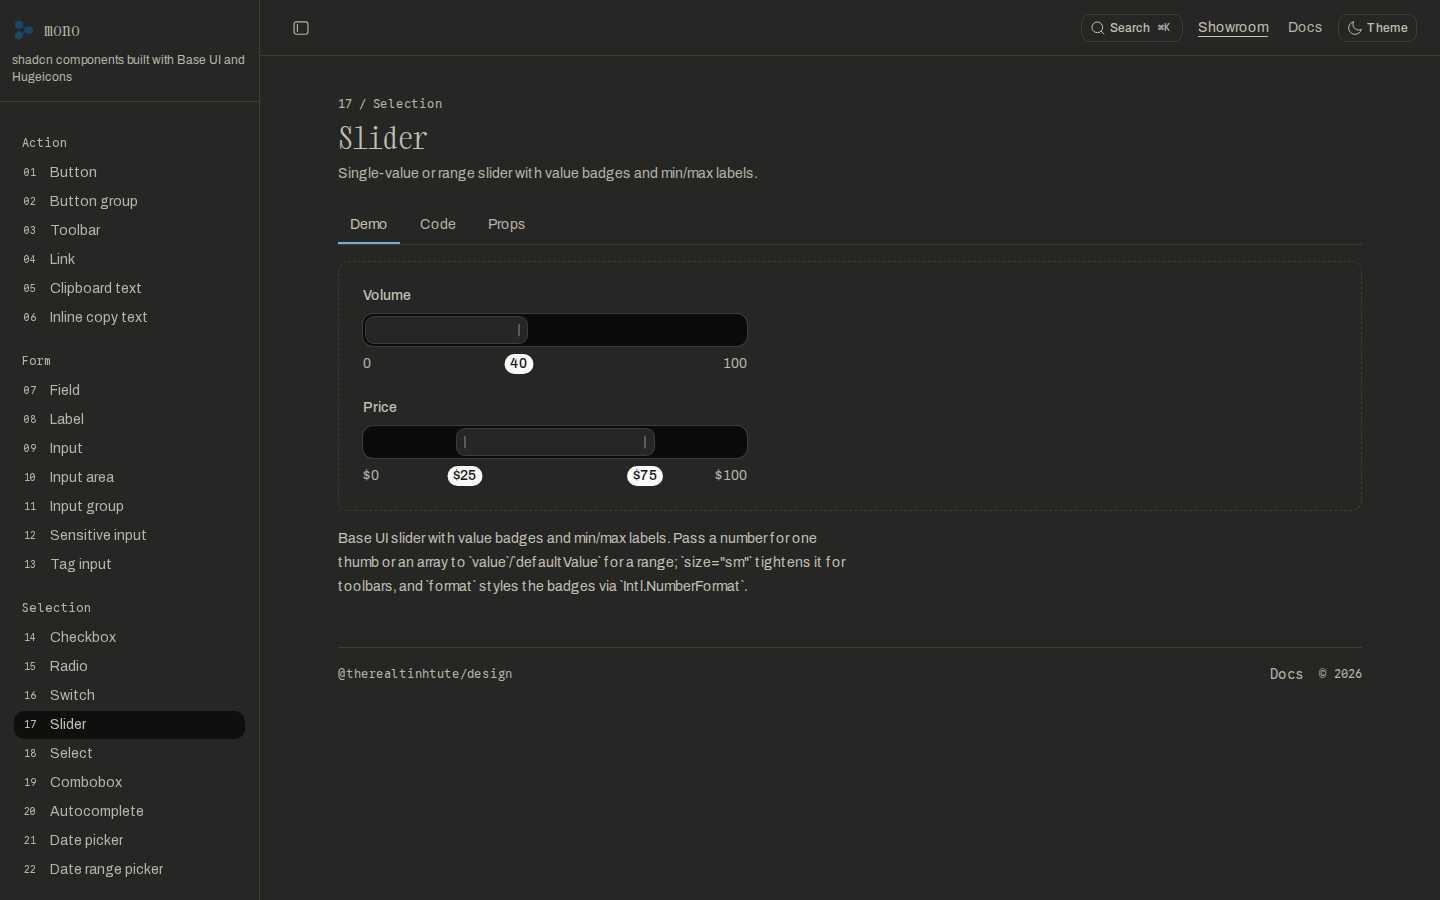 mono
shadcn components built with Base UI and
Hugeicons
Action
01 Button
02 Button group
03 Toolbar
04 Link
05 Clipboard text
06 Inline copy text
Form
07 Field
08 Label
09 Input
10 Input area
11 Input group
12 Sensitive input
13 Tag input
Selection
14 Checkbox
15 Radio
16 Switch
17 Slider
18 Select
19 Combobox
20 Autocomplete
21 Date picker
22 Date range picker
Search ⌘K Showroom Docs Theme
17 / Selection
Slider
Single-value or range slider with value badges and min/max labels.
Demo Code Props
Volume
0 40 100
Price
$0 $25 $75 $100
Base UI slider with value badges and min/max labels. Pass a number for one
thumb or an array to `value`/`defaultValue` for a range; `size="sm"` tightens it for
toolbars, and `format` styles the badges via `Intl.NumberFormat`.
@therealtinhtute/design Docs © 2026